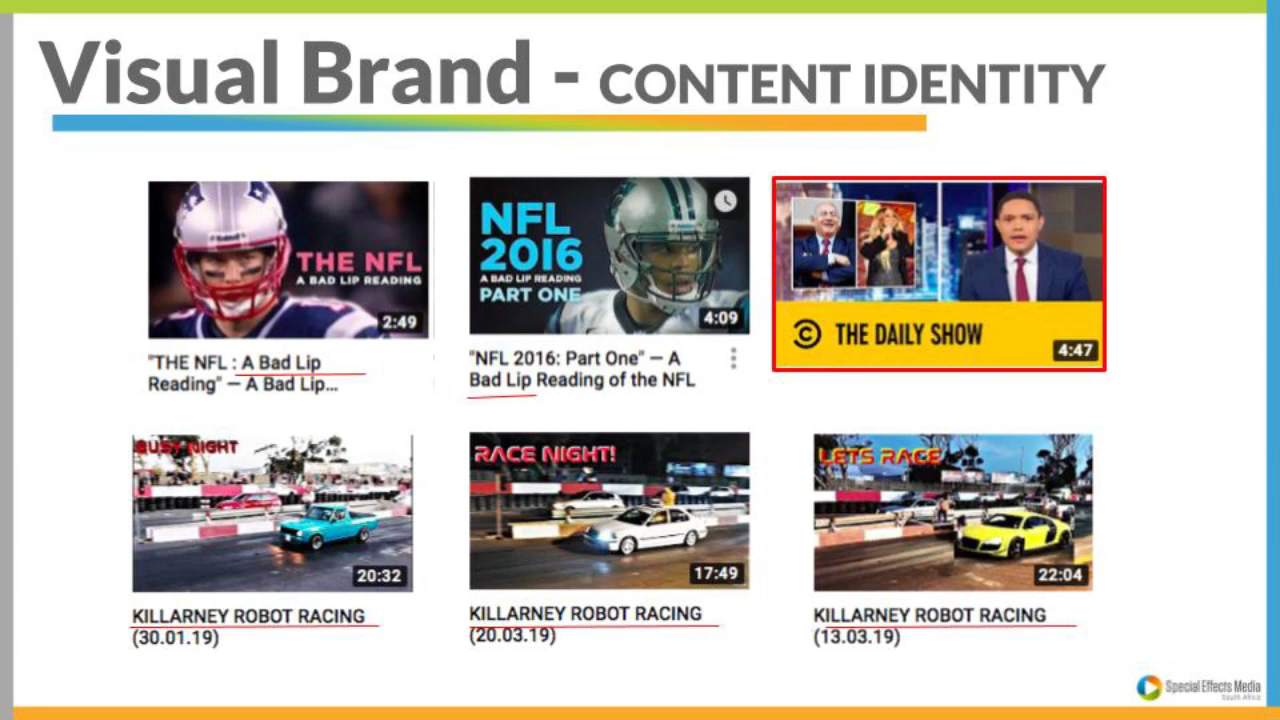 Visual Brand - CONTENT IDENTITY
Riddell
THE NFL
A BAD LIP READING
2:49
"THE NFL : A Bad Lip
Reading" — A Bad Lip...
NFL
2016
A BAD LIP READING
PART ONE
4:09
"NFL 2016: Part One" — A
Bad Lip Reading of the NFL
THE DAILY SHOW
4:47
BUSY NIGHT
20:32
KILLARNEY ROBOT RACING
(30.01.19)
RACE NIGHT!
17:49
KILLARNEY ROBOT RACING
(20.03.19)
LETS RACE
22:04
KILLARNEY ROBOT RACING
(13.03.19)
Special Effects Media
South Africa